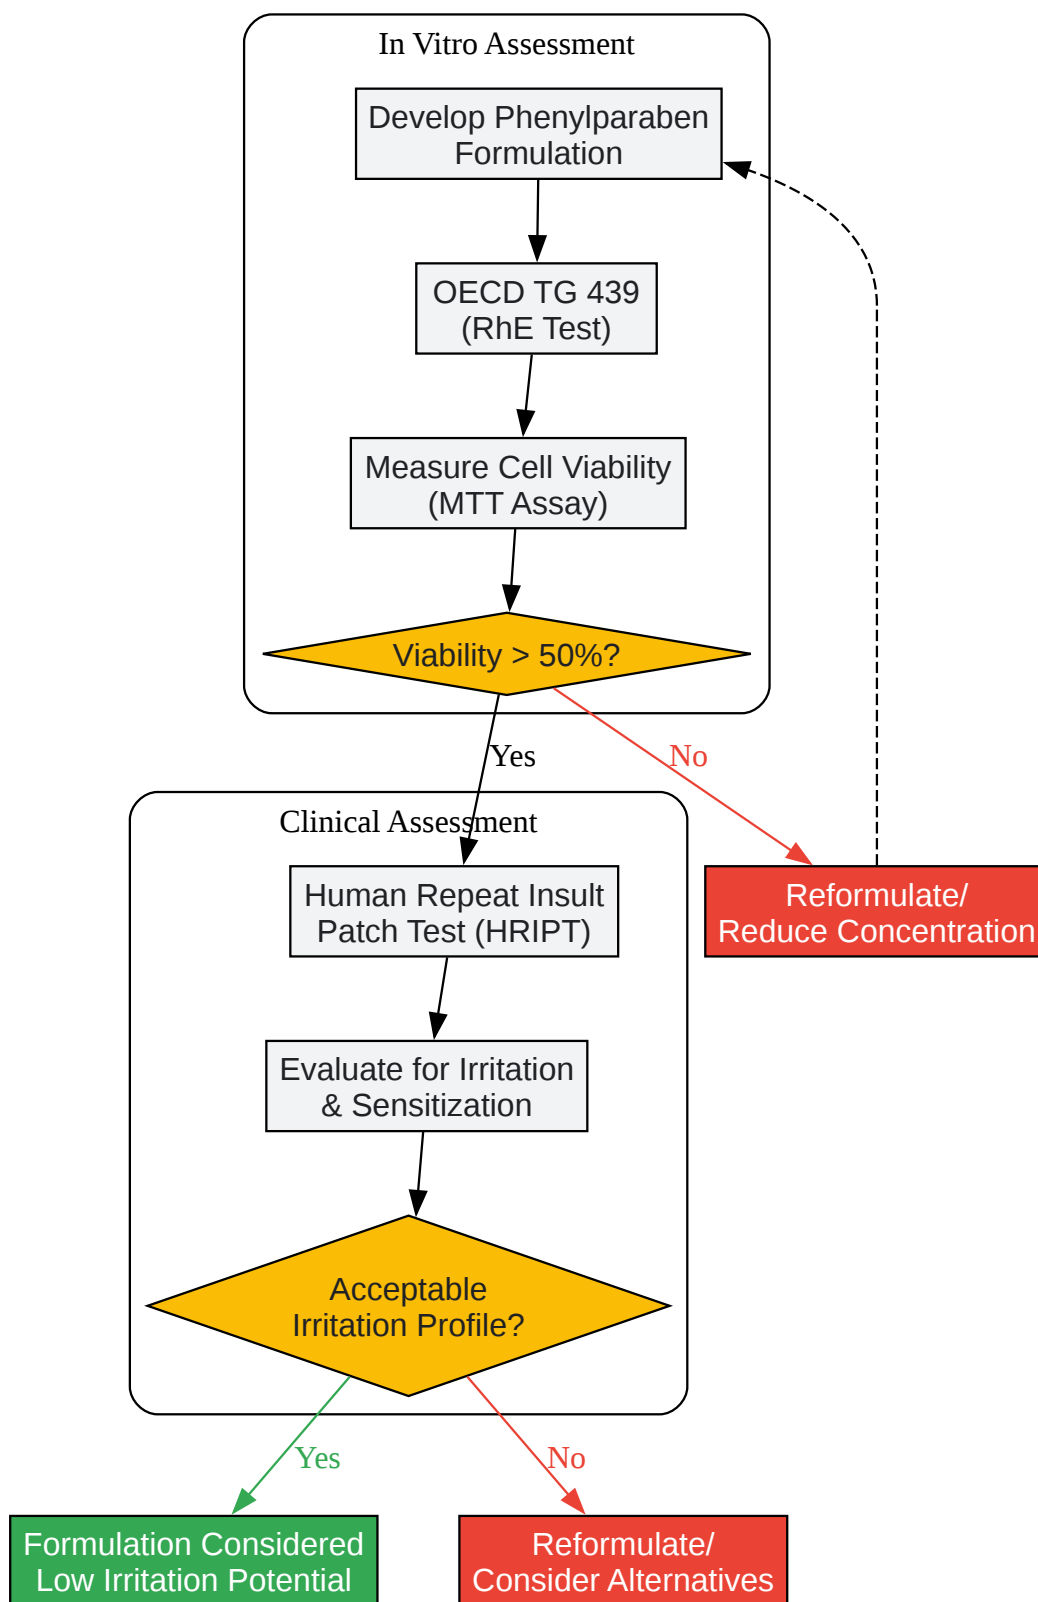 In Vitro Assessment
Develop Phenylparaben
Formulation
OECD TG 439
(RhE Test)
Measure Cell Viability
(MTT Assay)
Viability > 50%?
Yes
No
Clinical Assessment
Human Repeat Insult
Patch Test (HRIPT)
Reformulate/
Reduce Concentration
Evaluate for Irritation
& Sensitization
Acceptable
Irritation Profile?
Yes
No
Formulation Considered
Low Irritation Potential
Reformulate/
Consider Alternatives